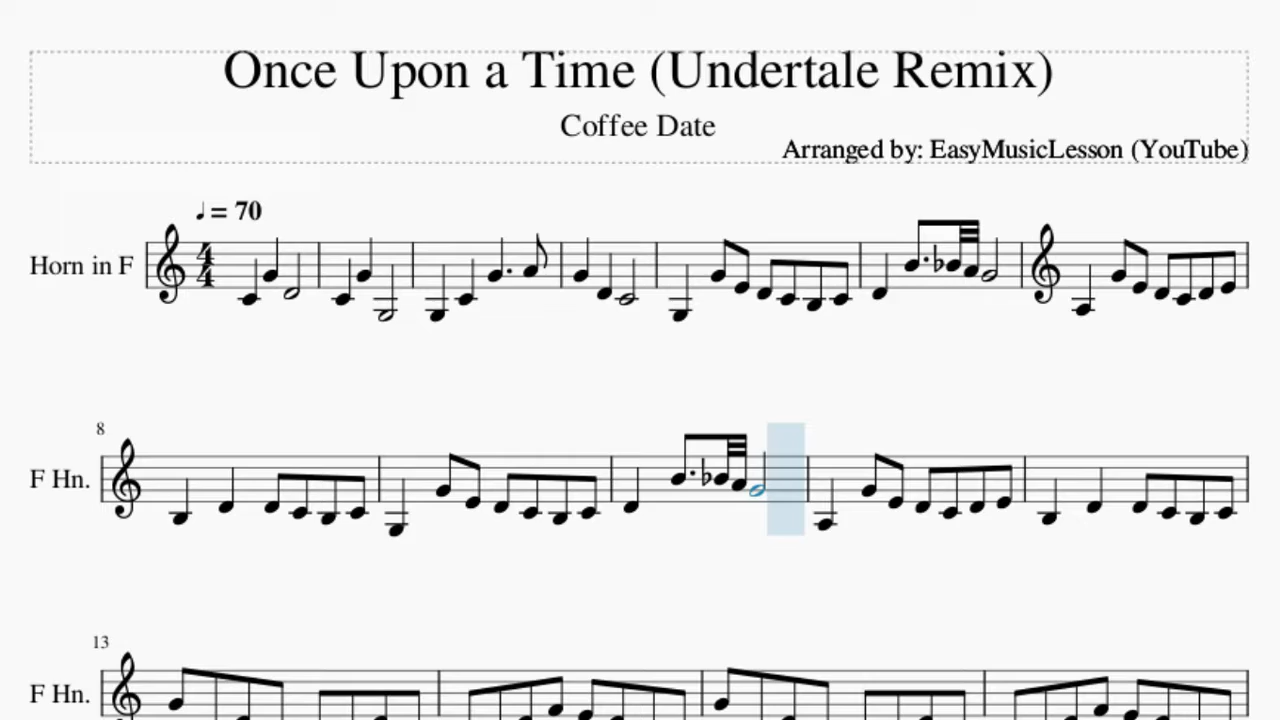 Once Upon a Time (Undertale Remix)
Coffee Date
Arranged by: EasyMusicLesson (YouTube)
♩ = 70
Horn in F
4
4
8
F Hn.
13
F Hn.